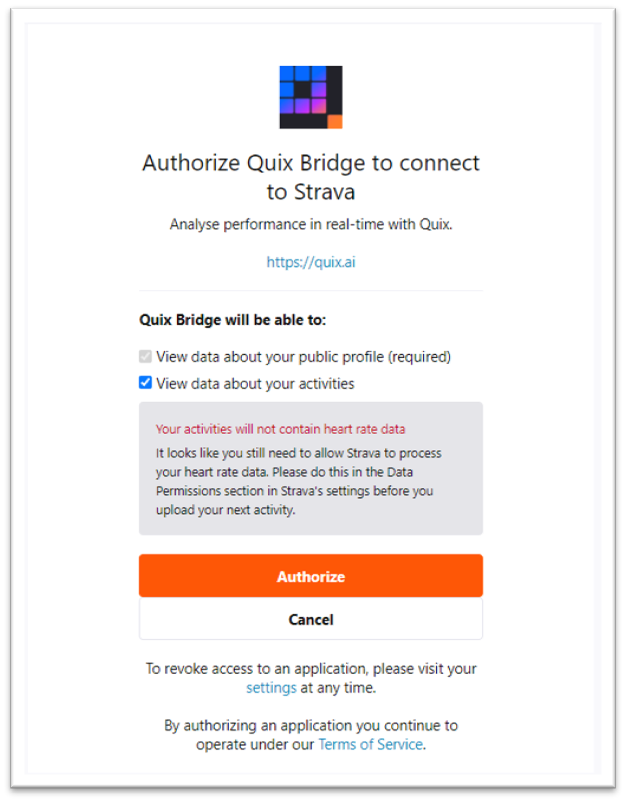 Authorize Quix Bridge to connect
to Strava
Analyse performance in real-time with Quix.
https://quix.ai
Quix Bridge will be able to:
View data about your public profile (required)
View data about your activities
Your activities will not contain heart rate data
It looks like you still need to allow Strava to process
your heart rate data. Please do this in the Data
Permissions section in Strava's settings before you
upload your next activity.
Authorize
Cancel
To revoke access to an application, please visit your
settings at any time.
By authorizing an application you continue to
operate under our Terms of Service.